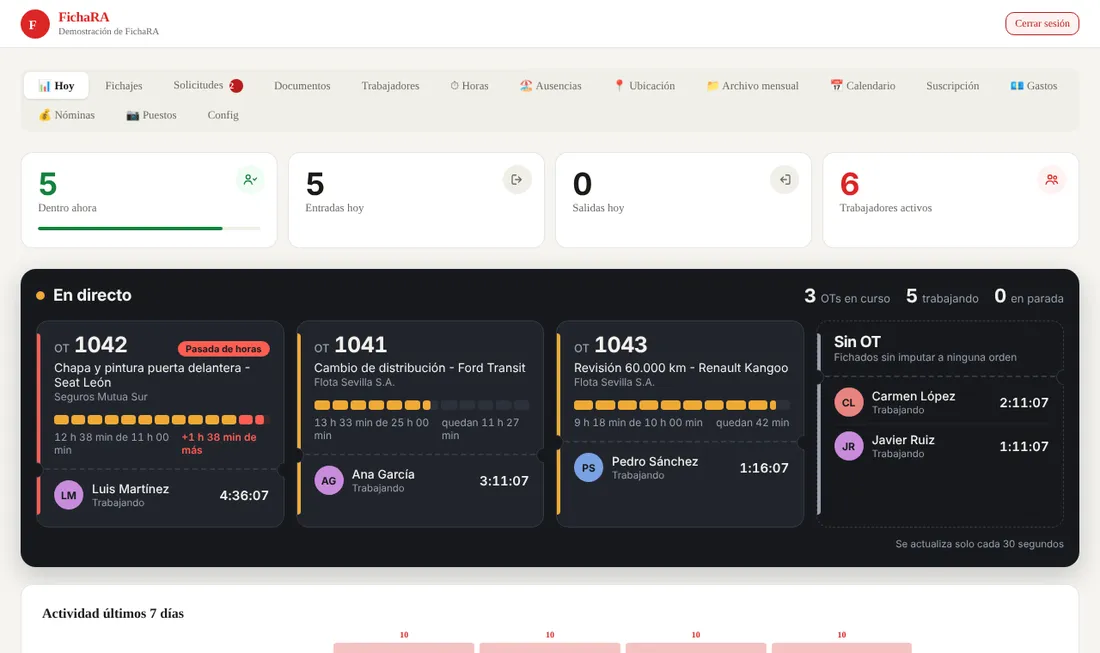 F
FichaRA
Demostración de FichaRA
Cerrar sesión
Hoy
Fichajes
Solicitudes 2
Documentos
Trabajadores
Horas
Ausencias
Ubicación
Archivo mensual
Calendario
Suscripción
Gastos
Nóminas
Puestos
Config
5
Dentro ahora
5
Entradas hoy
0
Salidas hoy
6
Trabajadores activos
En directo
3 OTs en curso
5 trabajando
0 en parada
OT 1042
Pasada de horas
Chapa y pintura puerta delantera -
Seat León
Seguros Mutua Sur
12 h 38 min de 11 h 00
min
+1 h 38 min de
más
LM
Luis Martínez
Trabajando
4:36:07
OT 1041
Cambio de distribución - Ford Transit
Flota Sevilla S.A.
13 h 33 min de 25 h 00
min
quedan 11 h 27
min
AG
Ana García
Trabajando
3:11:07
OT 1043
Revisión 60.000 km - Renault Kangoo
Flota Sevilla S.A.
9 h 18 min de 10 h 00 min
quedan 42 min
PS
Pedro Sánchez
Trabajando
1:16:07
Sin OT
Fichados sin imputar a ninguna orden
CL
Carmen López
Trabajando
2:11:07
JR
Javier Ruiz
Trabajando
1:11:07
Se actualiza solo cada 30 segundos
Actividad últimos 7 días
10
10
10
10